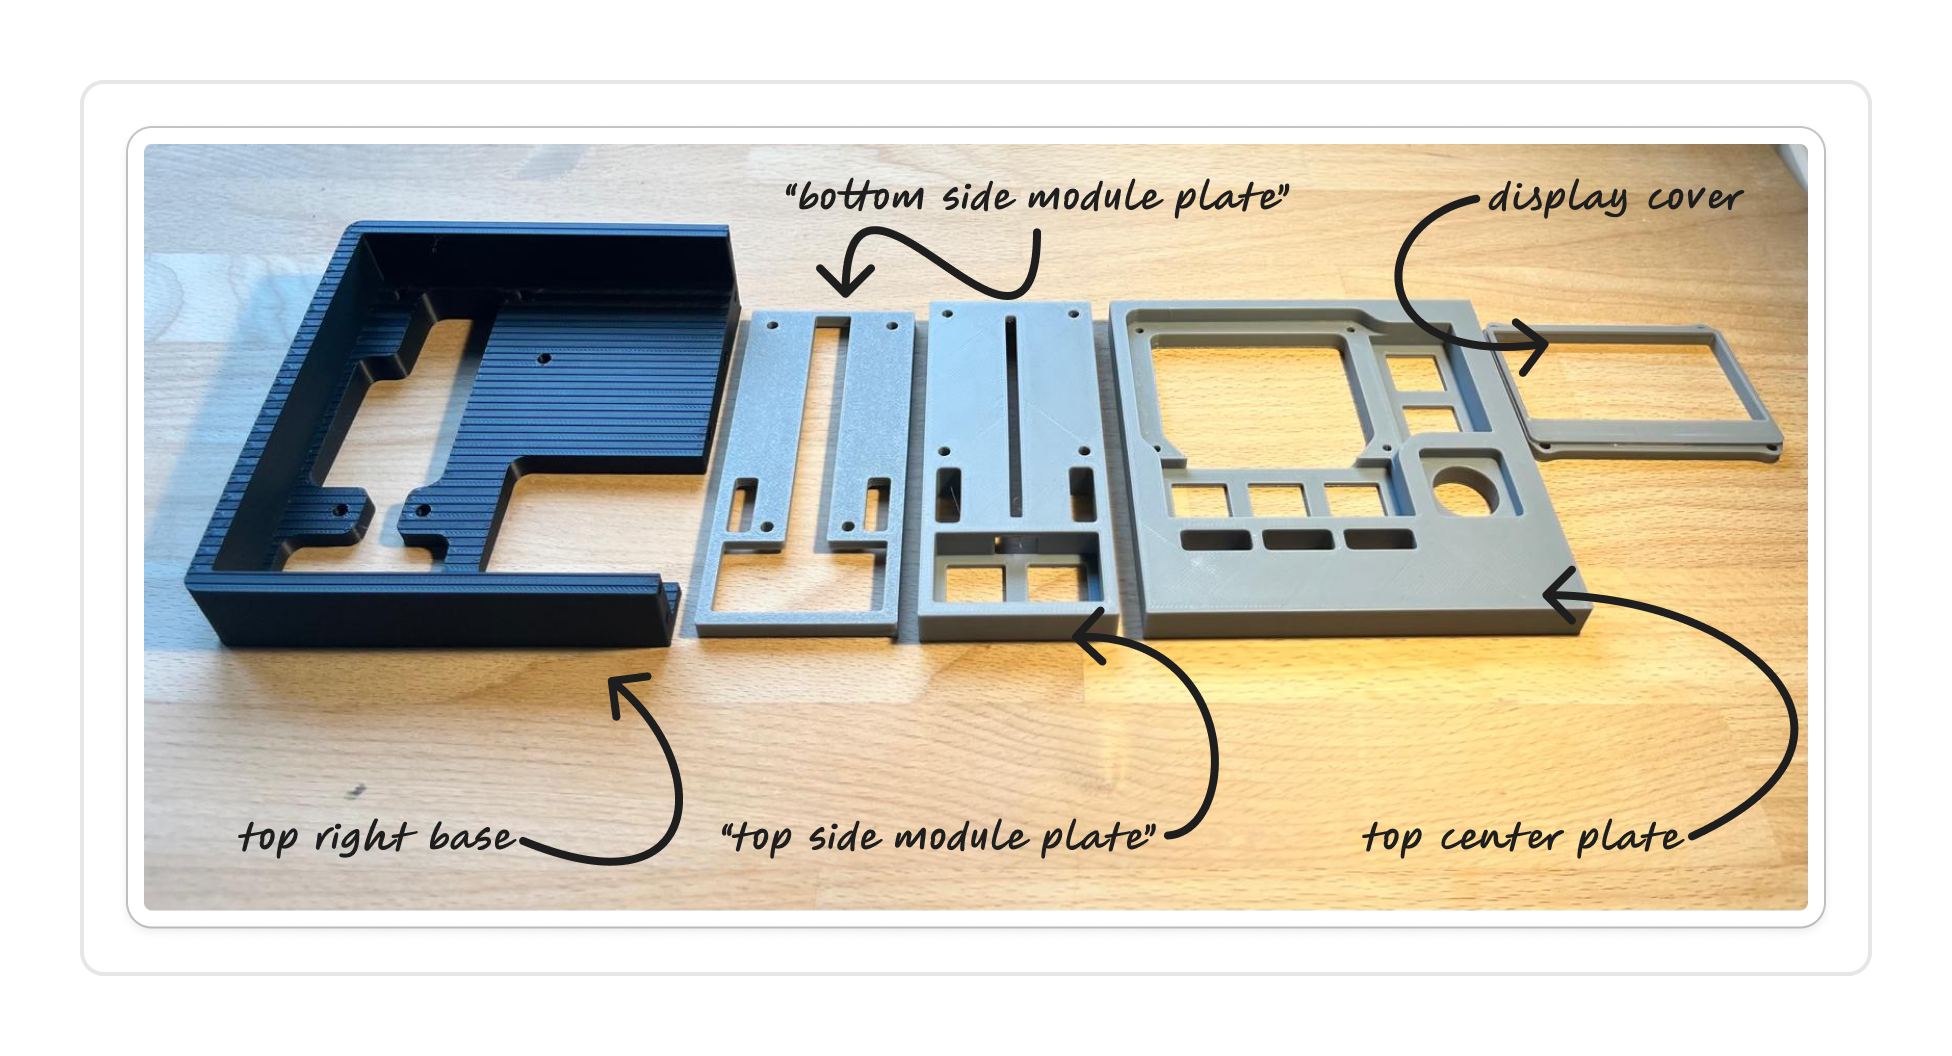 “bottom side module plate”
display cover
top right base
“top side module plate”
top center plate